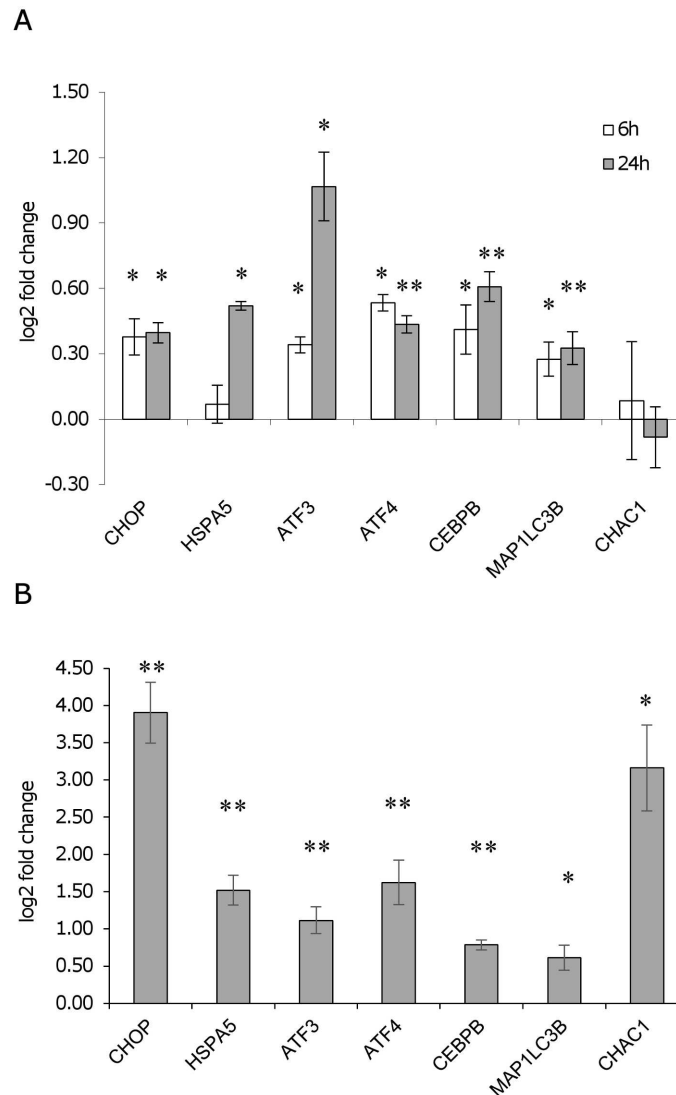 A
1.50
1.20
0.90
0.60
0.30
0.00
-0.30
log2 fold change
6h
24h
* * * * * * ** * ** * **
CHOP HSPA5 ATF3 ATF4 CEBPB MAP1LC3B CHAC1
B
4.50
4.00
3.50
3.00
2.50
2.00
1.50
1.00
0.50
0.00
log2 fold change
** ** ** ** ** * *
CHOP HSPA5 ATF3 ATF4 CEBPB MAP1LC3B CHAC1